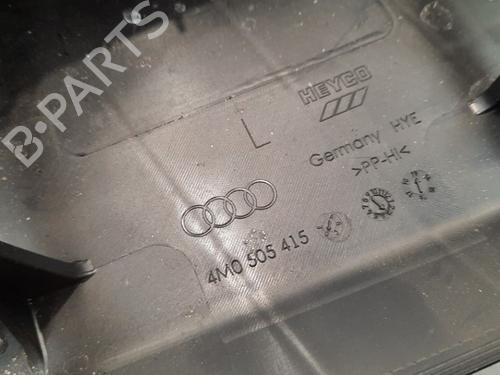 B-PARTS
HEYCO
L
Germany HYE
>PP-HI<
4M0 505 415